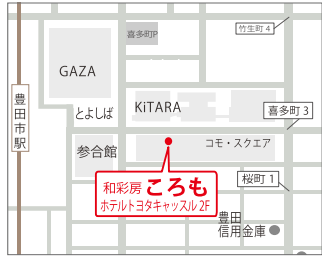 喜多町P
竹生町 4
GAZA
豊田市駅
とよしば
KiTARA
喜多町 3
参合館
コモ・スクエア
和彩房 ころも
ホテルトヨタキャッスル 2F
桜町 1
豊田
信用金庫